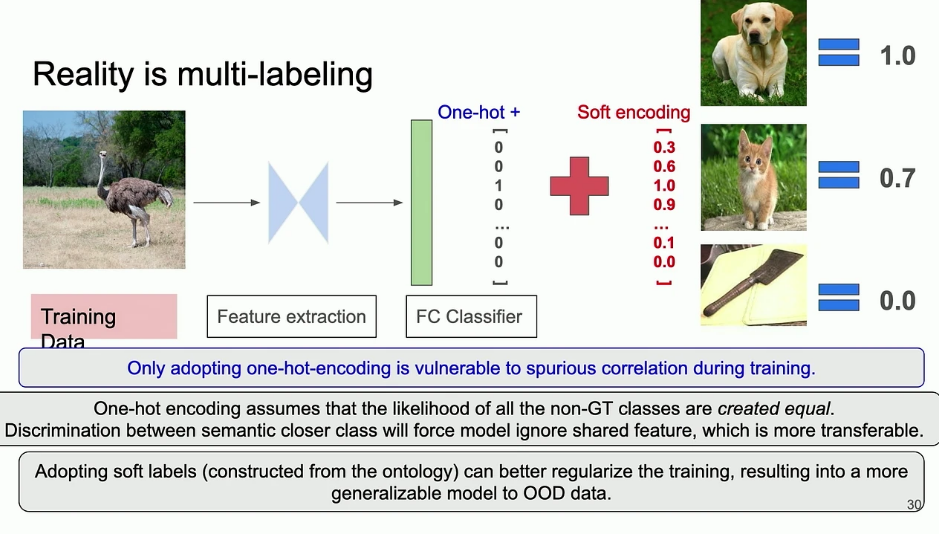 Reality is multi-labeling
One-hot +
0
0
1
0
...
0
0
Soft encoding
0.3
0.6
1.0
0.9
...
0.1
0.0
1.0
0.7
0.0
Training
Data
Feature extraction
FC Classifier
Only adopting one-hot-encoding is vulnerable to spurious correlation during training.
One-hot encoding assumes that the likelihood of all the non-GT classes are created equal.
Discrimination between semantic closer class will force model ignore shared feature, which is more transferable.
Adopting soft labels (constructed from the ontology) can better regularize the training, resulting into a more
generalizable model to OOD data.
30